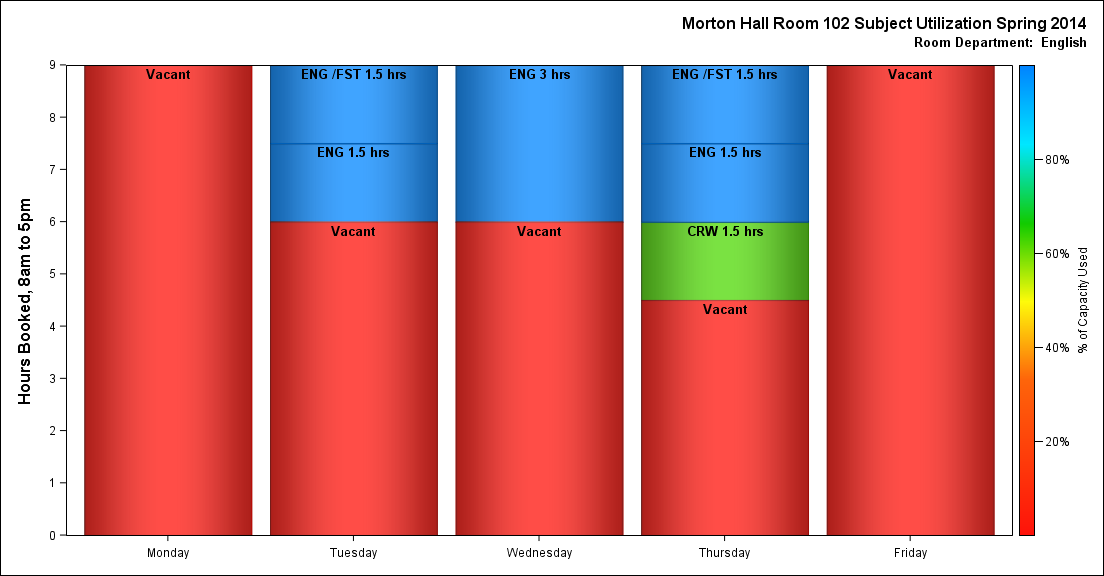 Morton Hall Room 102 Subject Utilization Spring 2014
Room Department:  English
Hours Booked, 8am to 5pm
9
8
7
6
5
4
3
2
1
0
Vacant
ENG /FST 1.5 hrs
ENG 1.5 hrs
Vacant
ENG 3 hrs
Vacant
ENG /FST 1.5 hrs
ENG 1.5 hrs
CRW 1.5 hrs
Vacant
Vacant
Monday
Tuesday
Wednesday
Thursday
Friday
80%
60%
40%
20%
% of Capacity Used